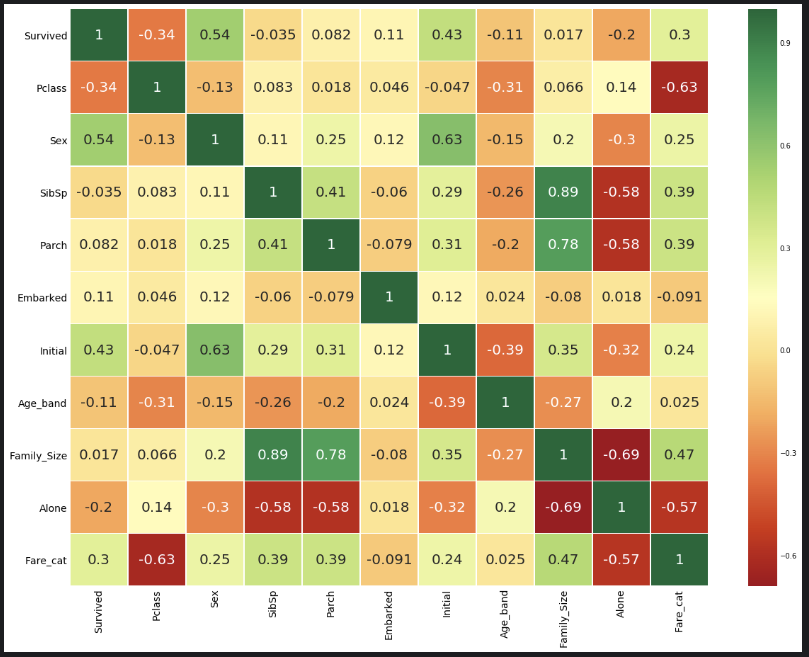 Survived 1 -0.34 0.54 -0.035 0.082 0.11 0.43 -0.11 0.017 -0.2 0.3
Pclass -0.34 1 -0.13 0.083 0.018 0.046 -0.047 -0.31 0.066 0.14 -0.63
Sex 0.54 -0.13 1 0.11 0.25 0.12 0.63 -0.15 0.2 -0.3 0.25
SibSp -0.035 0.083 0.11 1 0.41 -0.06 0.29 -0.26 0.89 -0.58 0.39
Parch 0.082 0.018 0.25 0.41 1 -0.079 0.31 -0.2 0.78 -0.58 0.39
Embarked 0.11 0.046 0.12 -0.06 -0.079 1 0.12 0.024 -0.08 0.018 -0.091
Initial 0.43 -0.047 0.63 0.29 0.31 0.12 1 -0.39 0.35 -0.32 0.24
Age_band -0.11 -0.31 -0.15 -0.26 -0.2 0.024 -0.39 1 -0.27 0.2 0.025
Family_Size 0.017 0.066 0.2 0.89 0.78 -0.08 0.35 -0.27 1 -0.69 0.47
Alone -0.2 0.14 -0.3 -0.58 -0.58 0.018 -0.32 0.2 -0.69 1 -0.57
Fare_cat 0.3 -0.63 0.25 0.39 0.39 -0.091 0.24 0.025 0.47 -0.57 1
Survived Pclass Sex SibSp Parch Embarked Initial Age_band Family_Size Alone Fare_cat
0.9
0.6
0.3
0.0
−0.3
−0.6